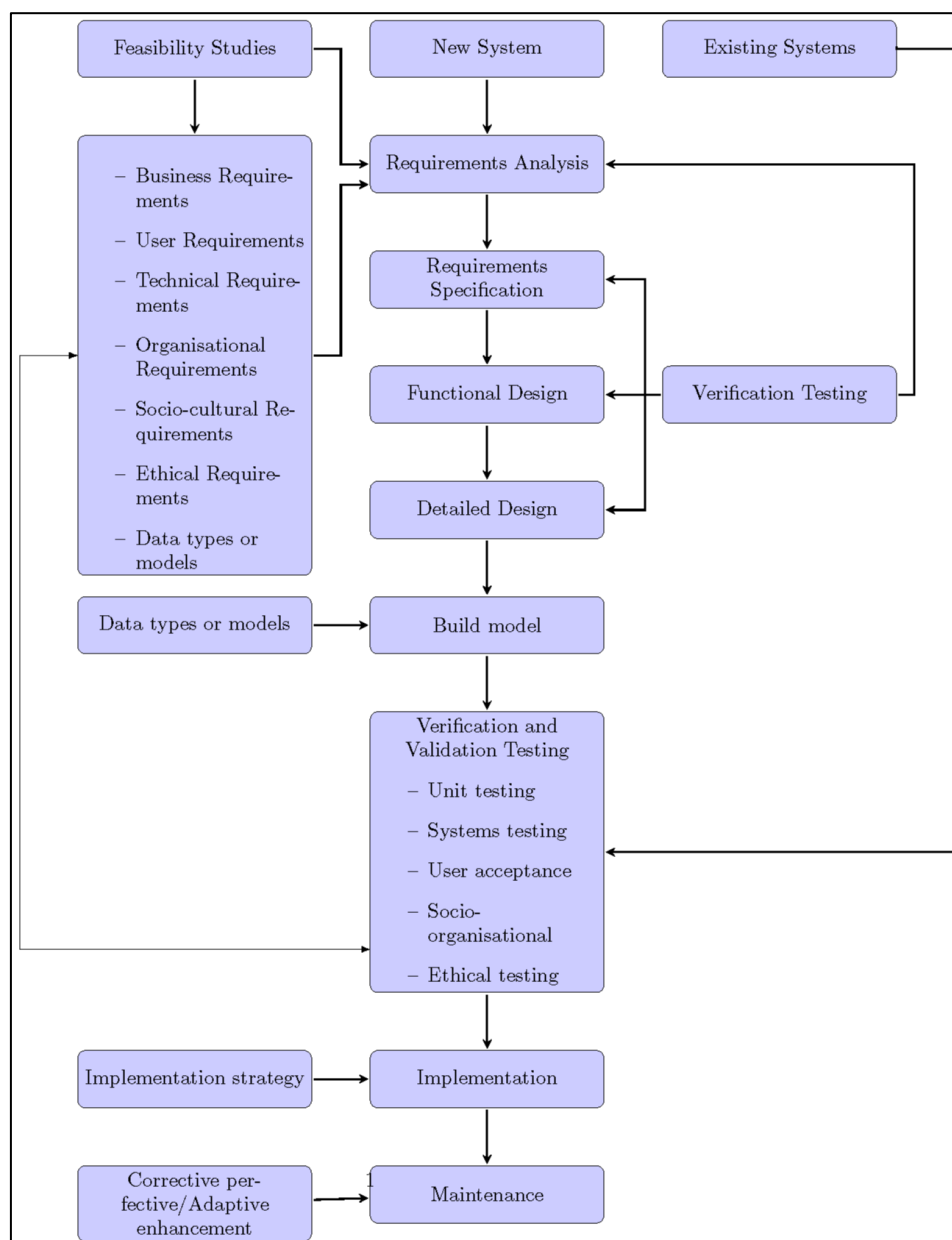 Feasibility Studies
New System
Existing Systems
– Business Require-
ments
– User Requirements
– Technical Require-
ments
– Organisational
Requirements
– Socio-cultural Re-
quirements
– Ethical Require-
ments
– Data types or
models
Requirements Analysis
Requirements
Specification
Functional Design
Verification Testing
Detailed Design
Data types or models
Build model
Verification and
Validation Testing
– Unit testing
– Systems testing
– User acceptance
– Socio-
organisational
– Ethical testing
Implementation strategy
Implementation
Corrective per-
fective/Adaptive
enhancement
1
Maintenance